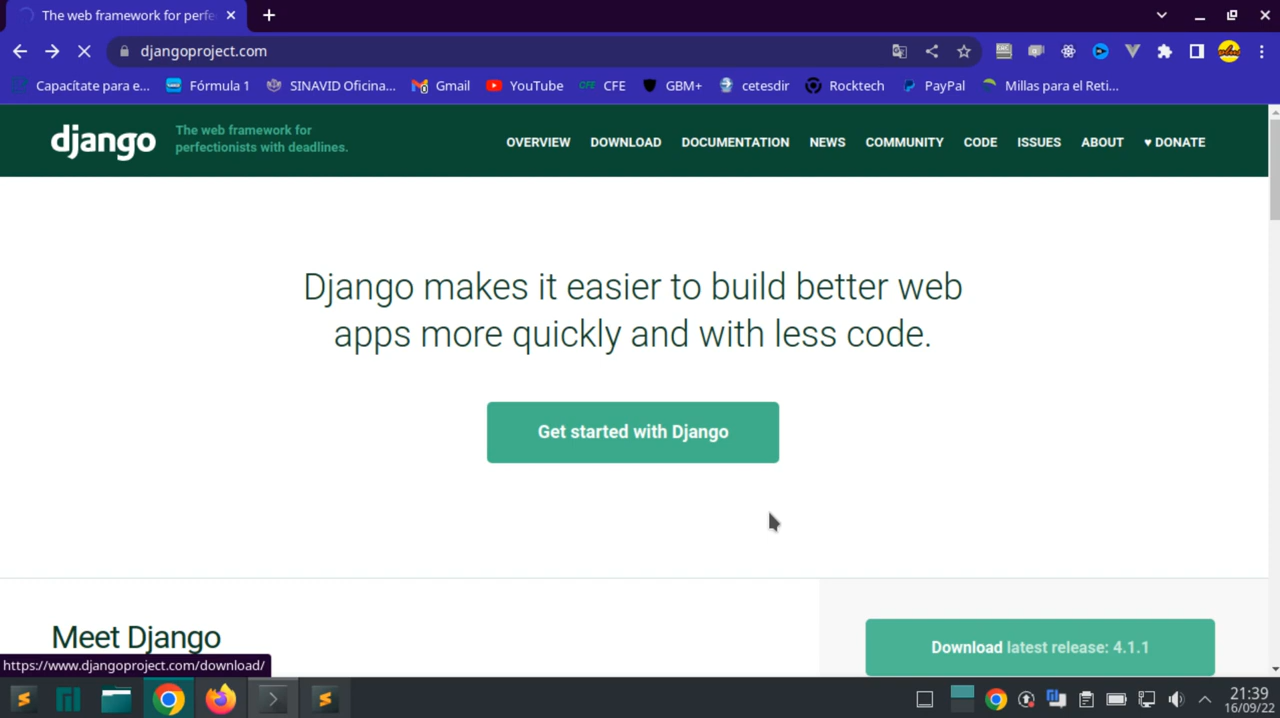 The web framework for perfe
djangoproject.com
Capacítate para e...
Fórmula 1
SINAVID Oficina...
Gmail
YouTube
CFE
CFE
GBM+
cetesdir
Rocktech
PayPal
Millas para el Reti...
django
The web framework for
perfectionists with deadlines.
OVERVIEW
DOWNLOAD
DOCUMENTATION
NEWS
COMMUNITY
CODE
ISSUES
ABOUT
♥ DONATE
Django makes it easier to build better web
apps more quickly and with less code.
Get started with Django
Meet Django
Download latest release: 4.1.1
https://www.djangoproject.com/download/
21:39
16/09/22